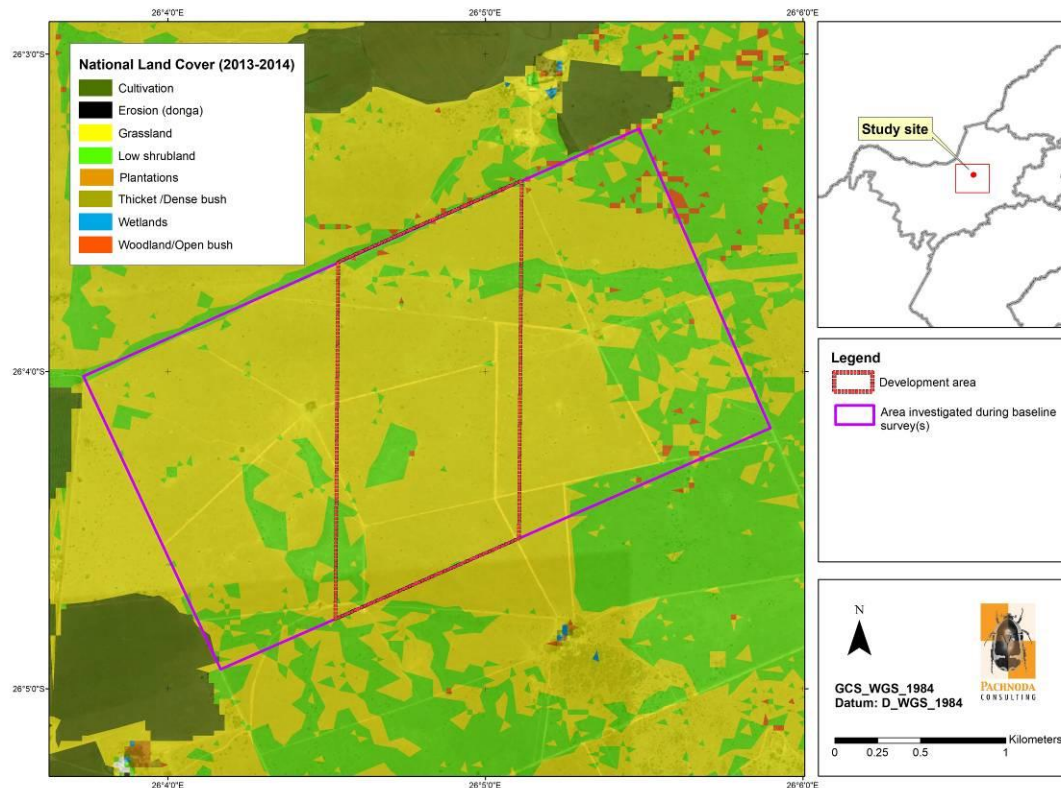 26°4'0"E
26°5'0"E
26°6'0"E
26°3'0"S
26°4'0"S
26°5'0"S
National Land Cover (2013-2014)
Cultivation
Erosion (donga)
Grassland
Low shrubland
Plantations
Thicket /Dense bush
Wetlands
Woodland/Open bush
26°4'0"E
26°5'0"E
26°6'0"E
Study site
Legend
Development area
Area investigated during baseline
survey(s)
N
PACHNODA
CONSULTING
GCS_WGS_1984
Datum: D_WGS_1984
Kilometers
0 0.25 0.5 1